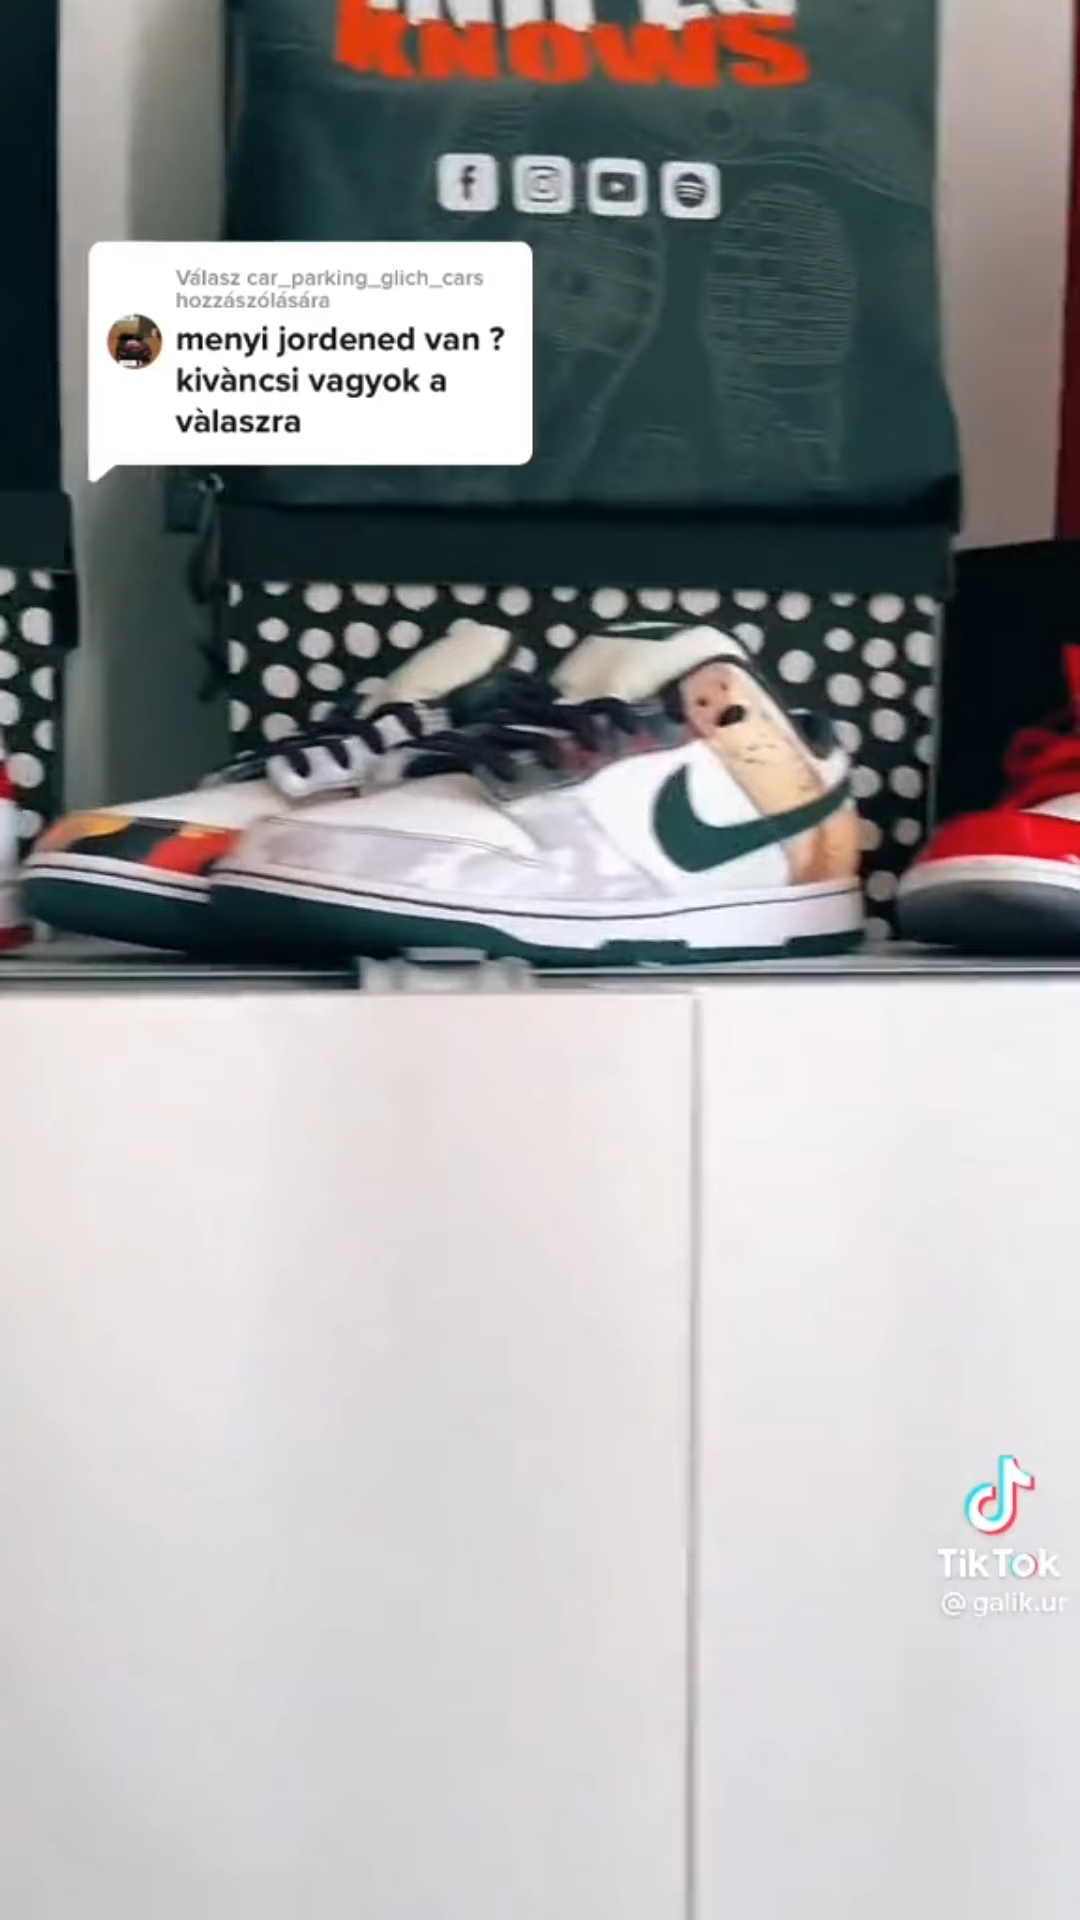 KNOWS
Válasz car_parking_glich_cars
hozzászólására
menyi jordened van ?
kivàncsi vagyok a
vàlaszra
TikTok
@galik.ur